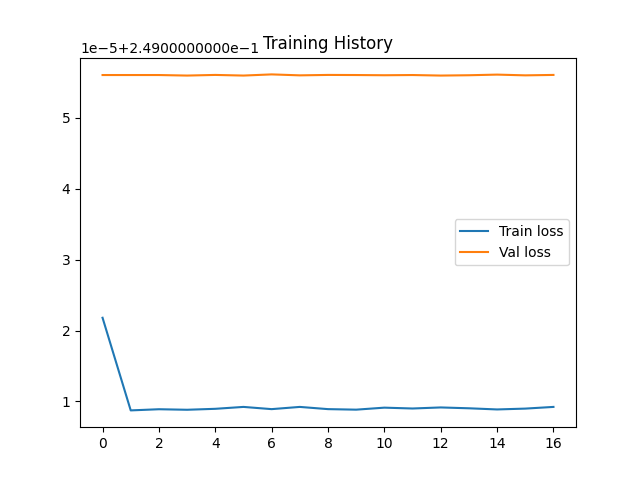 1e−5+2.4900000000e−1
Training History
5
4
3
2
1
Train loss
Val loss
0 2 4 6 8 10 12 14 16